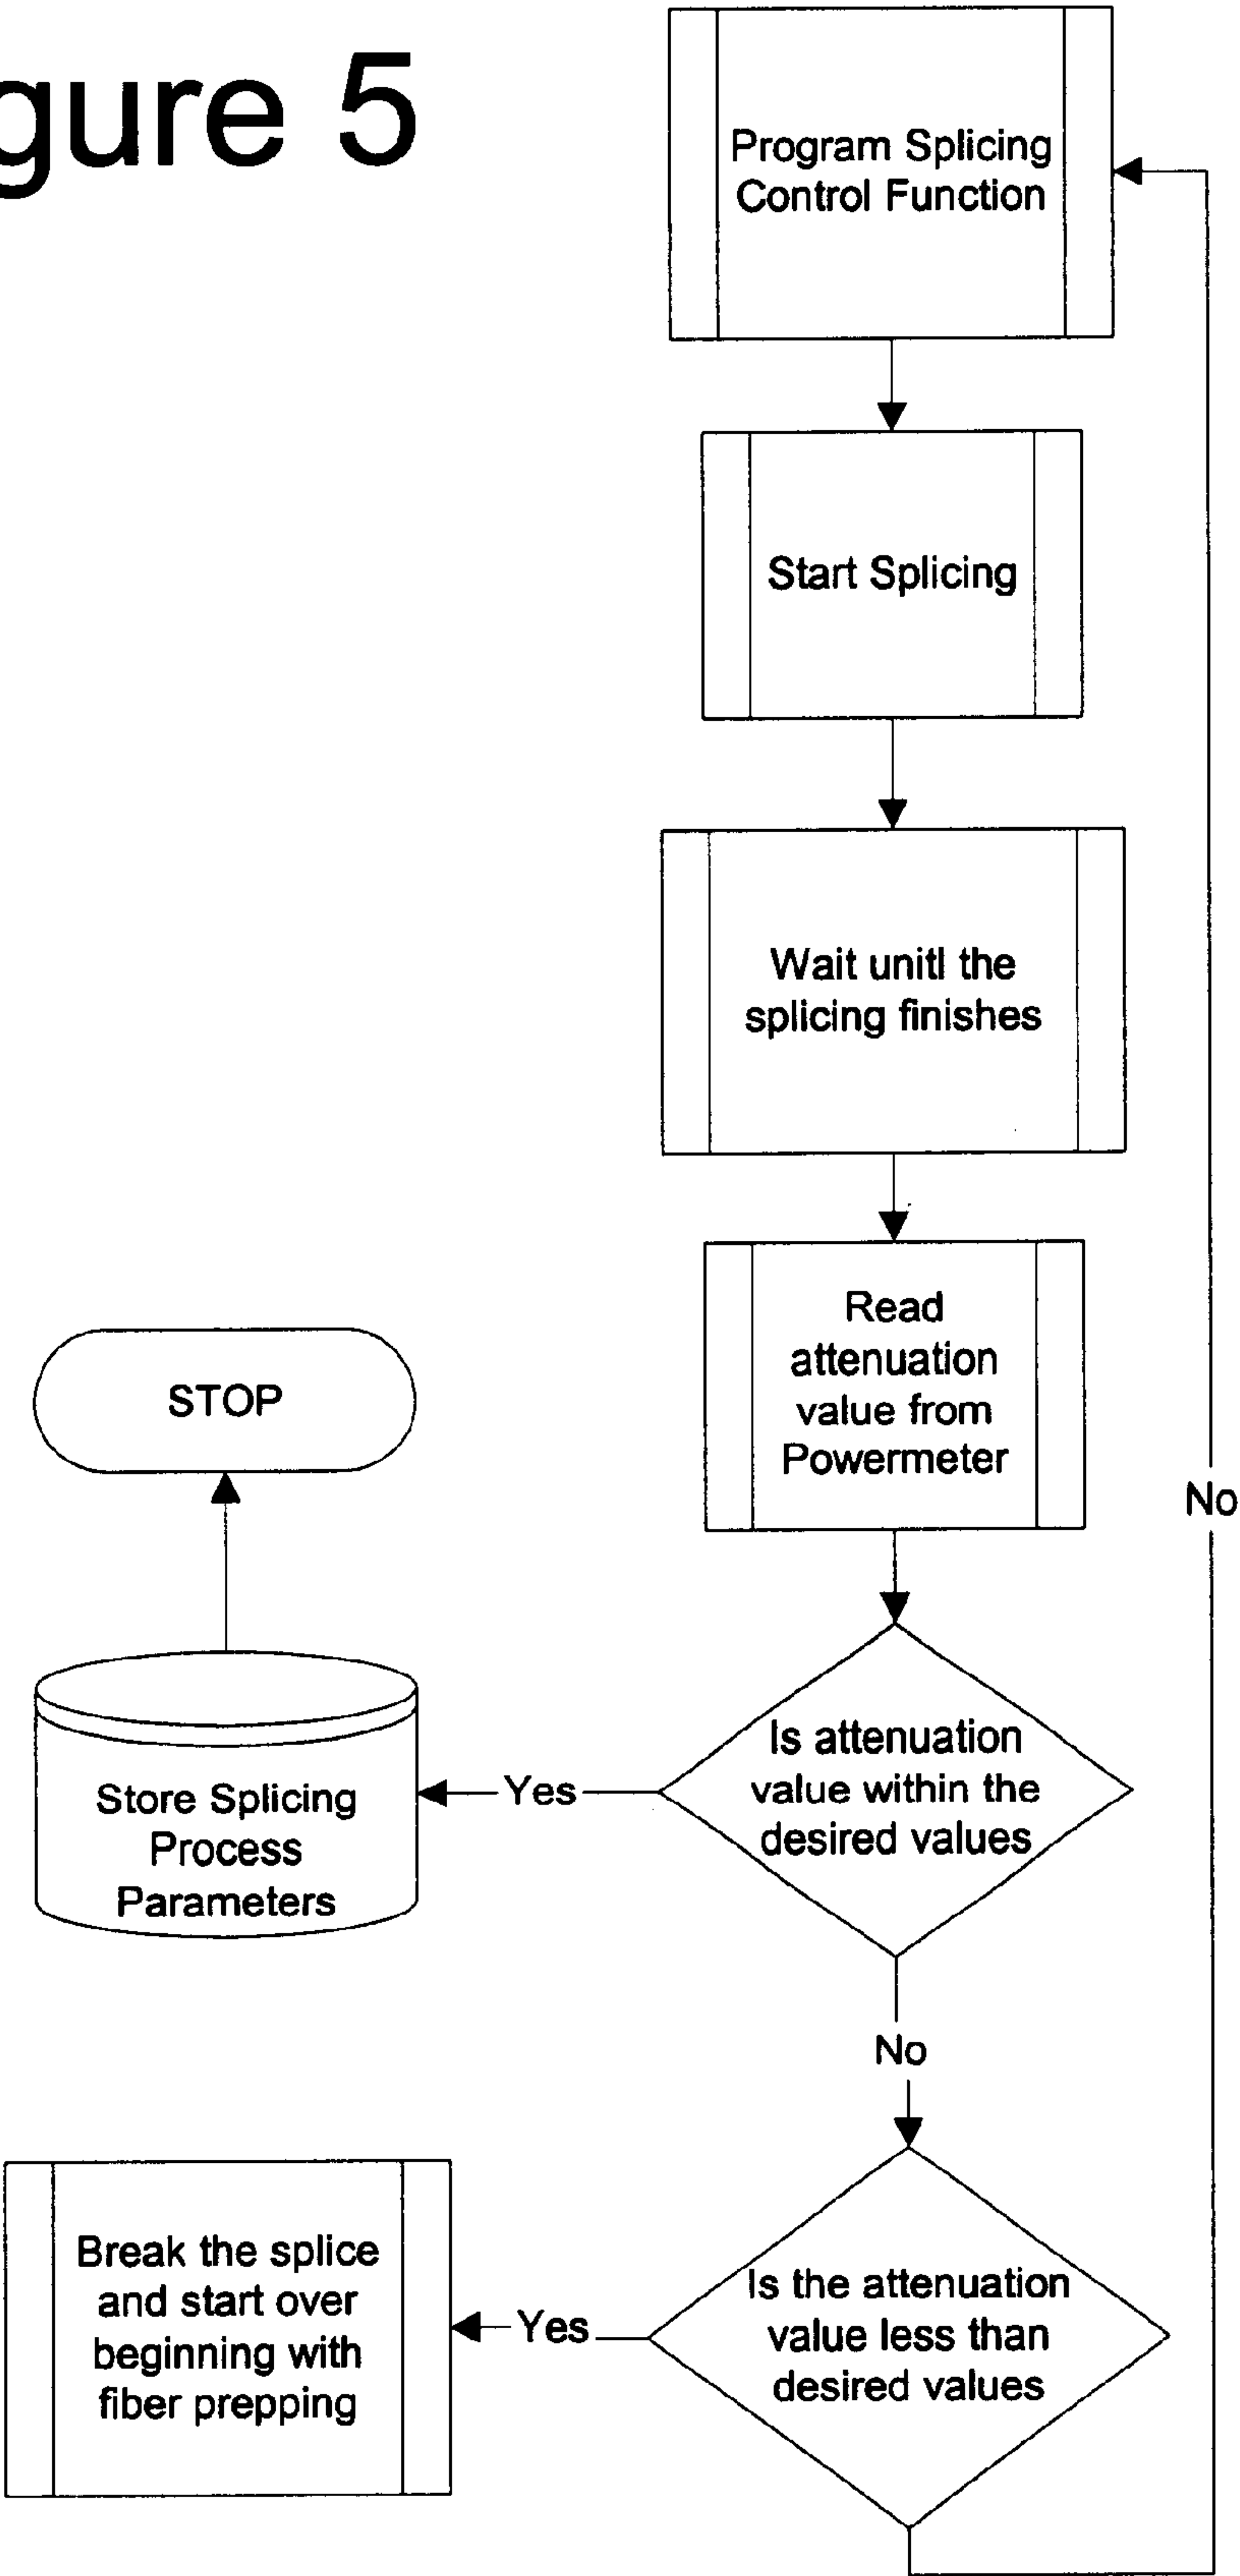 gure 5
Program Splicing
Control Function
Start Splicing
Wait unitl the
splicing finishes
Read
attenuation
value from
Powermeter
STOP
No
Is attenuation
value within the
desired values
Yes
Store Splicing
Process
Parameters
No
Is the attenuation
value less than
desired values
Yes
Break the splice
and start over
beginning with
fiber prepping